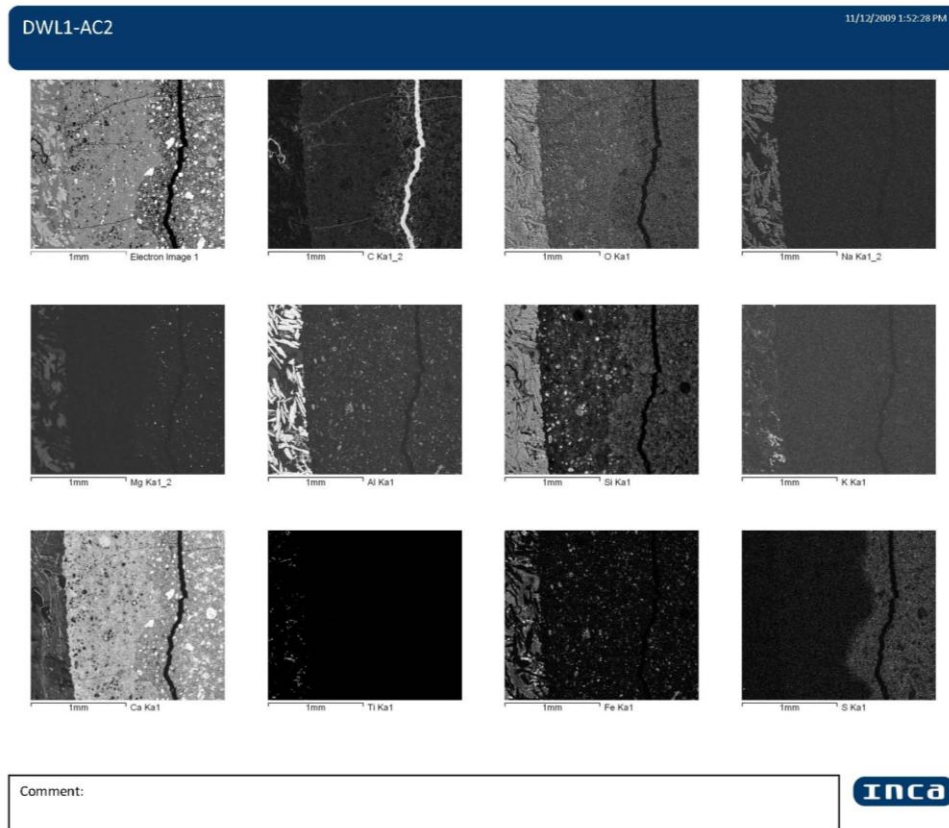 DWL1-AC2
11/12/2009 1:52:28 PM
1mm Electron Image 1
1mm C Ka1_2
1mm O Ka1
1mm Na Ka1_2
1mm Mg Ka1_2
1mm Al Ka1
1mm Si Ka1
1mm K Ka1
1mm Ca Ka1
1mm Ti Ka1
1mm Fe Ka1
1mm S Ka1
Comment:
INCA